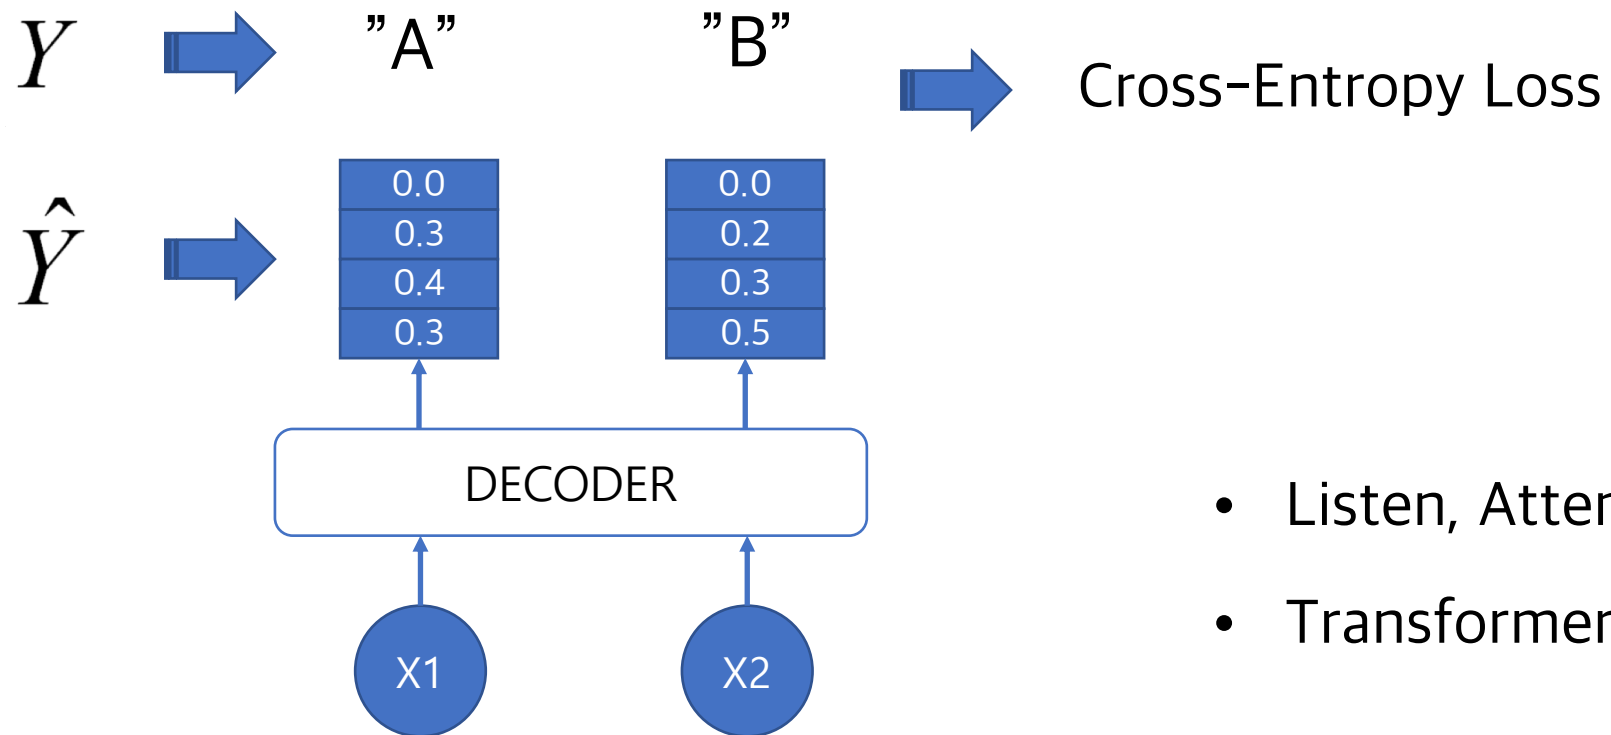 Y ”A” ”B”
Cross-Entropy Loss
Ŷ
0.0 0.0
0.3 0.2
0.4 0.3
0.3 0.5
DECODER
X1 X2
• Listen,
• Transformer